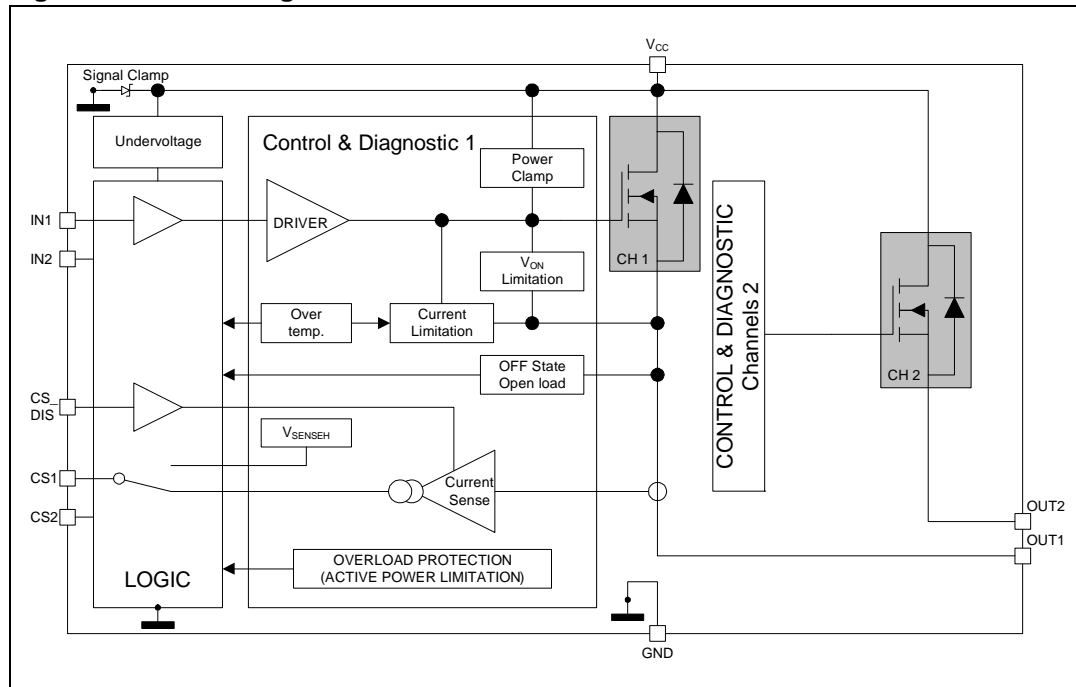 VCC
Signal Clamp
Undervoltage
Control & Diagnostic 1
Power
Clamp
IN1
DRIVER
IN2
VON
Limitation
CH 1
CONTROL & DIAGNOSTIC
Channels 2
Over
temp.
Current
Limitation
OFF State
Open load
CH 2
CS_
DIS
VSENSEH
CS1
Current
Sense
CS2
OUT2
OUT1
OVERLOAD PROTECTION
(ACTIVE POWER LIMITATION)
LOGIC
GND